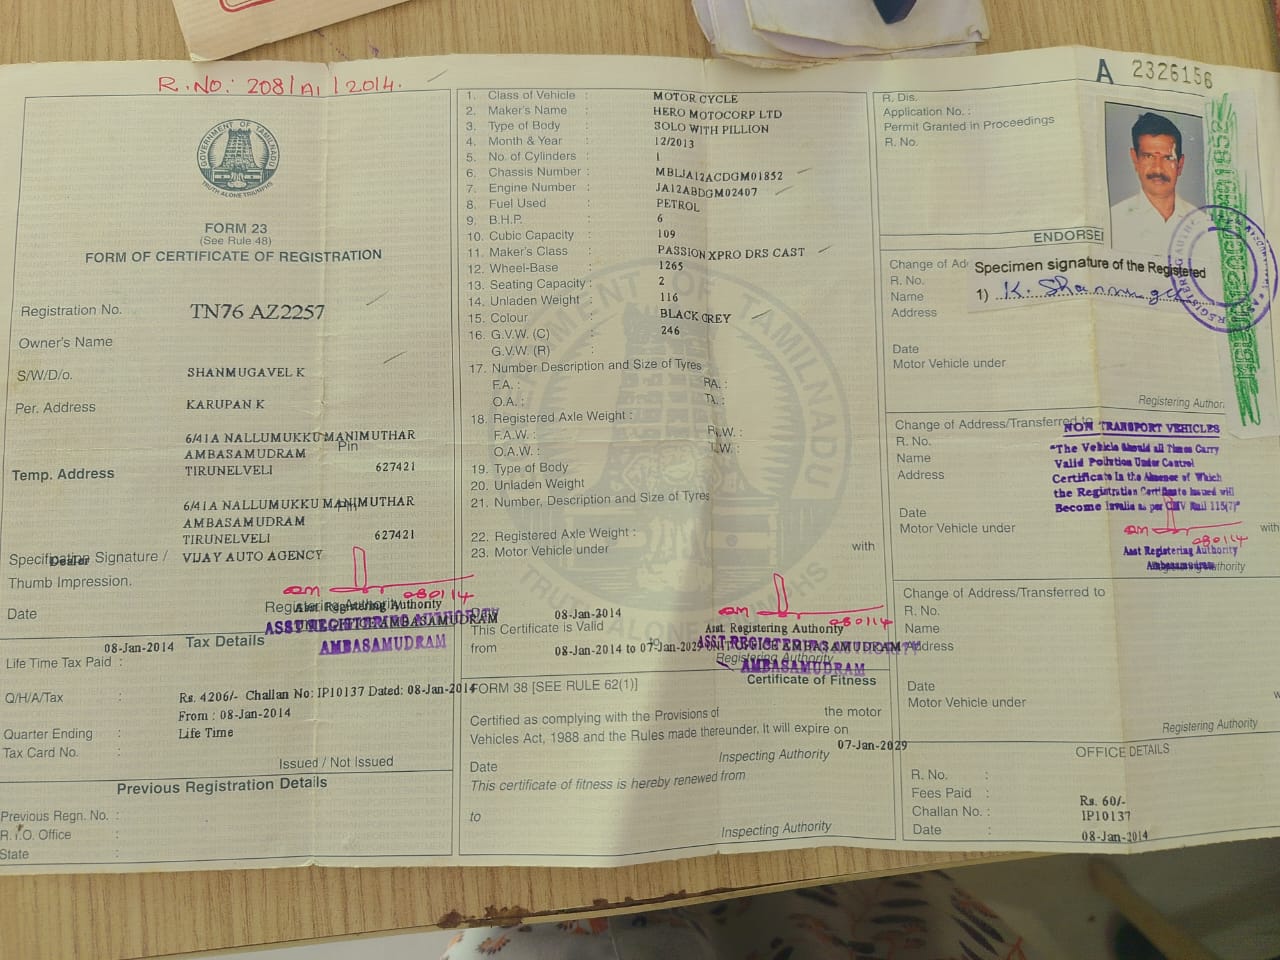 R.NO: 208/A1/2014.
GOVERNMENT OF TAMILNADU
TRUTH ALONE TRIUMPHS
FORM 23
(See Rule 48)
FORM OF CERTIFICATE OF REGISTRATION
Registration No. TN76 AZ2257
Owner's Name
S/W/D/o. SHANMUGAVEL K
Per. Address KARUPAN K
6/41A NALLUMUKKU MANIMUTHAR
AMBASAMUDRAM Pin
Temp. Address TIRUNELVELI 627421
6/41A NALLUMUKKU MANIMUTHAR
AMBASAMUDRAM
TIRUNELVELI 627421
Specification Signature / VIJAY AUTO AGENCY
Dealer
Thumb Impression.
Date Registering Authority
Asst Registering Authority
080114
ASST REGISTERING AUTHORITY
AMBASAMUDRAM
08-Jan-2014 Tax Details
Life Time Tax Paid :
Q/H/A/Tax : Rs. 4206/- Challan No: IP10137 Dated: 08-Jan-2014
From : 08-Jan-2014
Quarter Ending : Life Time
Tax Card No. :
Issued / Not Issued
Previous Registration Details
Previous Regn. No. :
R.T.O. Office :
State :
1. Class of Vehicle : MOTOR CYCLE
2. Maker's Name : HERO MOTOCORP LTD
3. Type of Body : SOLO WITH PILLION
4. Month & Year : 12/2013
5. No. of Cylinders : 1
6. Chassis Number : MBLJA12ACDGM01852
7. Engine Number : JA12ABDGM02407
8. Fuel Used : PETROL
9. B.H.P. : 6
10. Cubic Capacity : 109
11. Maker's Class : PASSION XPRO DRS CAST
12. Wheel-Base : 1265
13. Seating Capacity : 2
14. Unladen Weight : 116
15. Colour : BLACK GREY
16. G.V.W. (C) : 246
G.V.W. (R) :
17. Number Description and Size of Tyres
F.A. : RA. :
O.A. : TA. :
18. Registered Axle Weight :
F.A.W. : R.W. :
O.A.W. : T.W. :
19. Type of Body
20. Unladen Weight
21. Number, Description and Size of Tyres
22. Registered Axle Weight :
23. Motor Vehicle under with
08-Jan-2014
This Certificate is Valid
from 08-Jan-2014 to 07-Jan-2029
080114
Asst. Registering Authority
ASST REGISTERING AUTHORITY
UNIT OFFICE AMBASAMUDRAM
Registering Authority
AMBASAMUDRAM
FORM 38 [SEE RULE 62(1)] Certificate of Fitness
Certified as complying with the Provisions of the motor
Vehicles Act, 1988 and the Rules made thereunder. It will expire on
07-Jan-2029
Inspecting Authority
Date
This certificate of fitness is hereby renewed from
to
Inspecting Authority
A 2326156
R. Dis.
Application No. :
Permit Granted in Proceedings
R. No.
ENDORSE
Change of Ad
R. No.
Name
Address
Specimen signature of the Registered
1) K. Shanmuga
Date
Motor Vehicle under
Registering Authori
Change of Address/Transferred to
R. No.
Name
Address
NON TRANSPORT VEHICLES
"The Vehicle Should all Times Carry
Valid Pollution Under Control
Certificate in the Absence of Which
the Registration Certificate Issued will
Become Invalid as per CMV Rull 115(7)"
Date
Motor Vehicle under with
080114
Asst Registering Authority
Ambasamudram
Change of Address/Transferred to
R. No.
Name
Address
Date
Motor Vehicle under
Registering Authority
OFFICE DETAILS
R. No. :
Fees Paid : Rs. 60/-
Challan No. : IP10137
Date : 08-Jan-2014